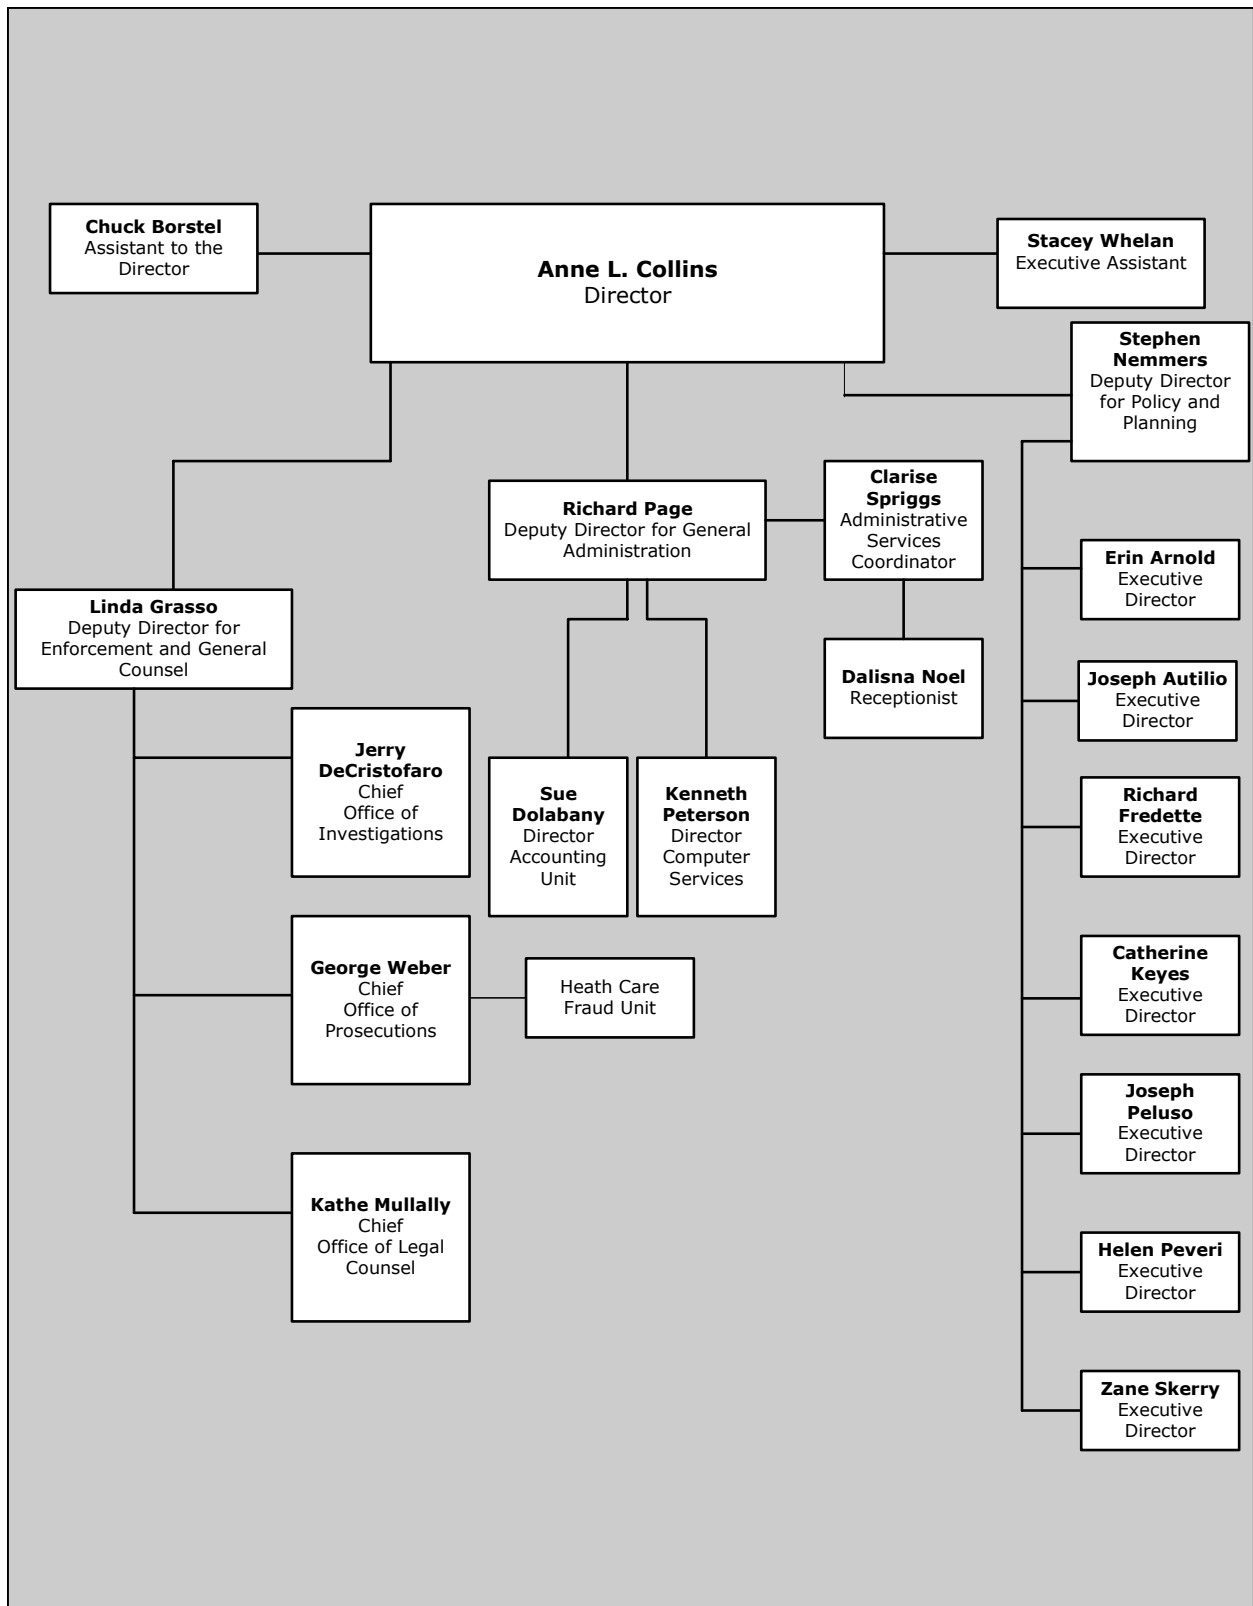 Chuck Borstel
Assistant to the
Director
Anne L. Collins
Director
Stacey Whelan
Executive Assistant
Stephen
Nemmers
Deputy Director
for Policy and
Planning
Richard Page
Deputy Director for General
Administration
Clarise
Spriggs
Administrative
Services
Coordinator
Linda Grasso
Deputy Director for
Enforcement and General
Counsel
Dalisna Noel
Receptionist
Jerry
DeCristofaro
Chief
Office of
Investigations
Sue
Dolabany
Director
Accounting
Unit
Kenneth
Peterson
Director
Computer
Services
George Weber
Chief
Office of
Prosecutions
Heath Care
Fraud Unit
Kathe Mullally
Chief
Office of Legal
Counsel
Erin Arnold
Executive
Director
Joseph Autilio
Executive
Director
Richard
Fredette
Executive
Director
Catherine
Keyes
Executive
Director
Joseph
Peluso
Executive
Director
Helen Peveri
Executive
Director
Zane Skerry
Executive
Director